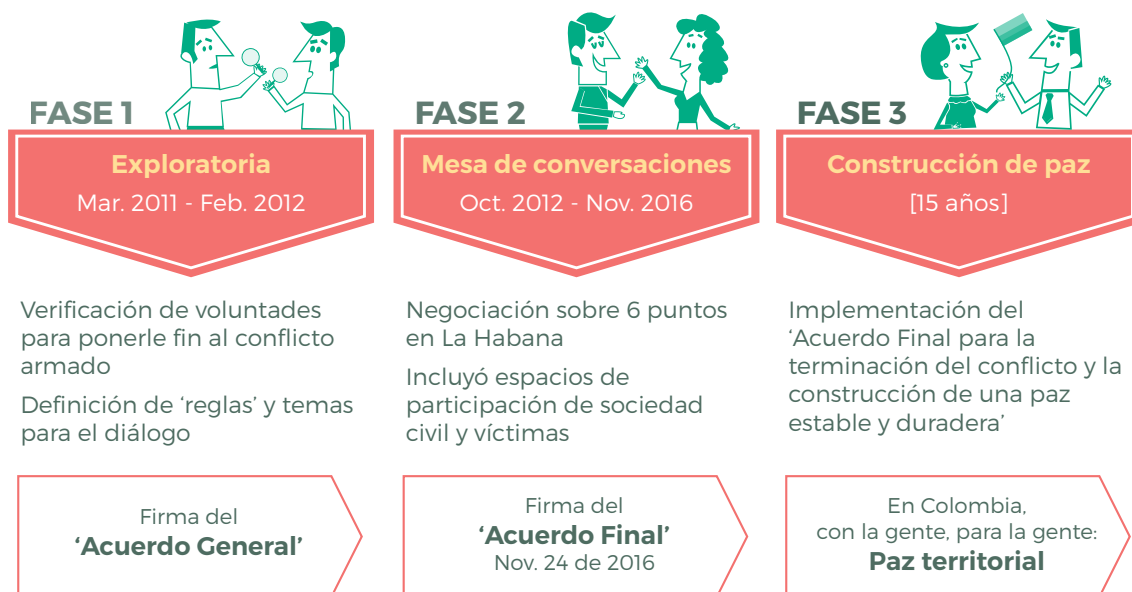 FASE 1
Exploratoria
Mar. 2011 - Feb. 2012
Verificación de voluntades
para ponerle fin al conflicto
armado
Definición de ‘reglas’ y temas
para el diálogo
Firma del
‘Acuerdo General’
FASE 2
Mesa de conversaciones
Oct. 2012 - Nov. 2016
Negociación sobre 6 puntos
en La Habana
Incluyó espacios de
participación de sociedad
civil y víctimas
Firma del
‘Acuerdo Final’
Nov. 24 de 2016
FASE 3
Construcción de paz
[15 años]
Implementación del
‘Acuerdo Final para la
terminación del conflicto y la
construcción de una paz
estable y duradera’
En Colombia,
con la gente, para la gente:
Paz territorial